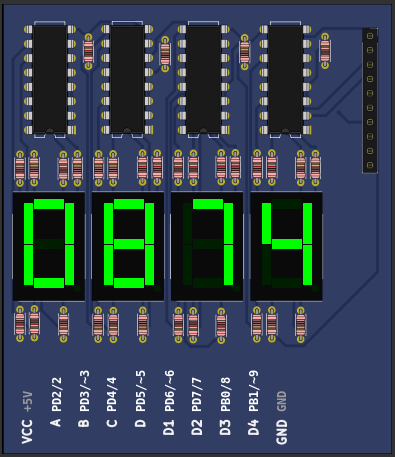 0874
VCC +5V
A PD2/2
B PD3/~3
C PD4/4
D PD5/~5
D1 PD6/~6
D2 PD7/7
D3 PB0/8
D4 PB1/~9
GND GND